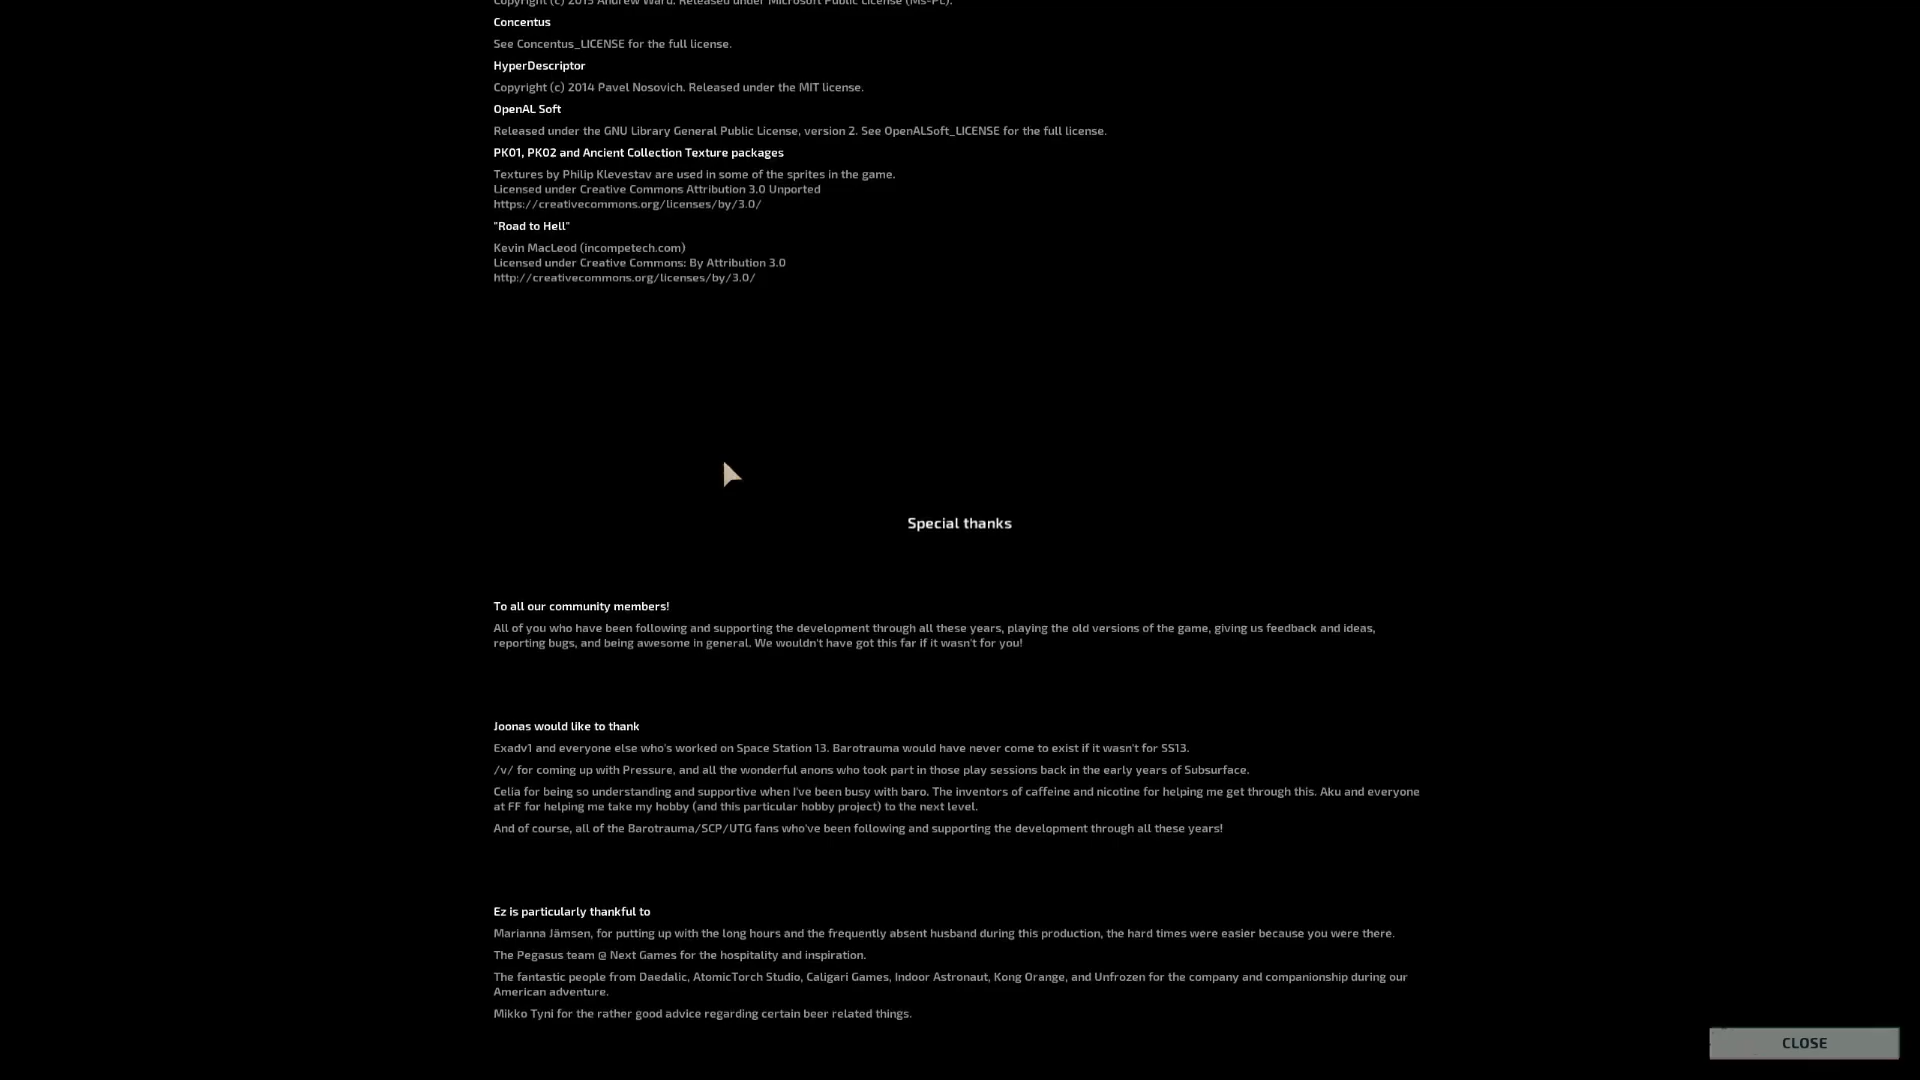 Copyright (c) 2015 Andrew Ward. Released under Microsoft Public License (Ms-PL).
Concentus
See Concentus_LICENSE for the full license.
HyperDescriptor
Copyright (c) 2014 Pavel Nosovich. Released under the MIT license.
OpenAL Soft
Released under the GNU Library General Public License, version 2. See OpenALSoft_LICENSE for the full license.
PK01, PK02 and Ancient Collection Texture packages
Textures by Philip Klevestav are used in some of the sprites in the game.
Licensed under Creative Commons Attribution 3.0 Unported
https://creativecommons.org/licenses/by/3.0/
"Road to Hell"
Kevin MacLeod (incompetech.com)
Licensed under Creative Commons: By Attribution 3.0
http://creativecommons.org/licenses/by/3.0/
Special thanks
To all our community members!
All of you who have been following and supporting the development through all these years, playing the old versions of the game, giving us feedback and ideas,
reporting bugs, and being awesome in general. We wouldn't have got this far if it wasn't for you!
Joonas would like to thank
Exadv1 and everyone else who's worked on Space Station 13. Barotrauma would have never come to exist if it wasn't for SS13.
/v/ for coming up with Pressure, and all the wonderful anons who took part in those play sessions back in the early years of Subsurface.
Celia for being so understanding and supportive when I've been busy with baro. The inventors of caffeine and nicotine for helping me get through this. Aku and everyone
at FF for helping me take my hobby (and this particular hobby project) to the next level.
And of course, all of the Barotrauma/SCP/UTG fans who've been following and supporting the development through all these years!
Ez is particularly thankful to
Marianna Jämsen, for putting up with the long hours and the frequently absent husband during this production, the hard times were easier because you were there.
The Pegasus team @ Next Games for the hospitality and inspiration.
The fantastic people from Daedalic, AtomicTorch Studio, Caligari Games, Indoor Astronaut, Kong Orange, and Unfrozen for the company and companionship during our
American adventure.
Mikko Tyni for the rather good advice regarding certain beer related things.
CLOSE